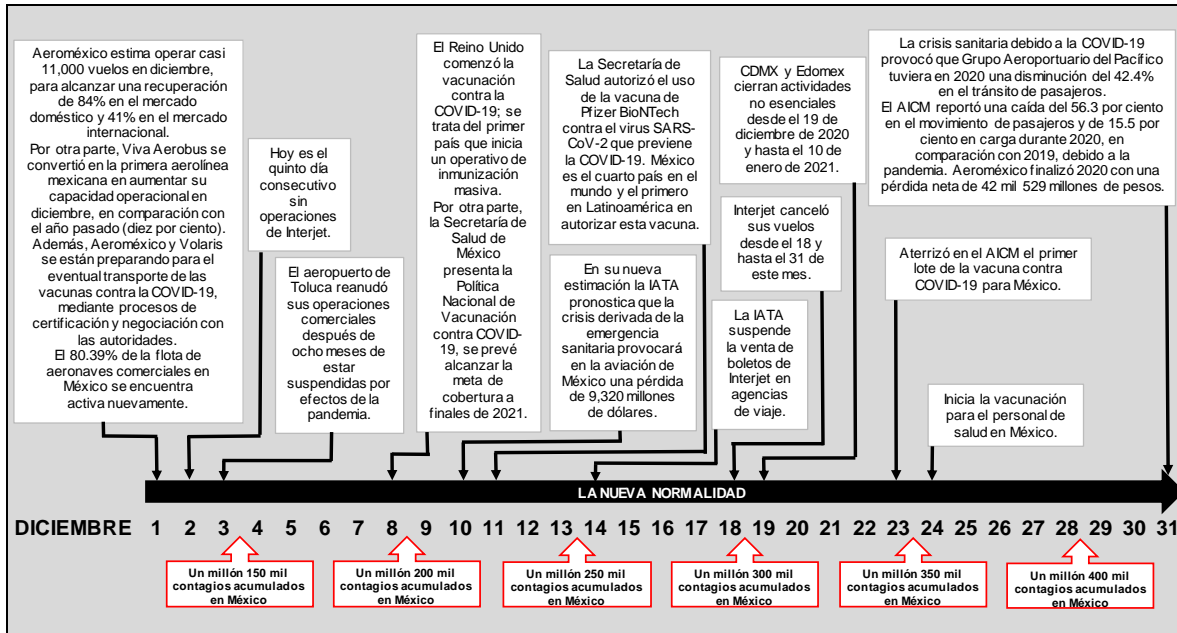 Aeroméxico estima operar casi
11,000 vuelos en diciembre,
para alcanzar una recuperación
de 84% en el mercado
doméstico y 41% en el mercado
internacional.
Por otra parte, Viva Aerobus se
convirtió en la primera aerolínea
mexicana en aumentar su
capacidad operacional en
diciembre, en comparación con
el año pasado (diez por ciento).
Además, Aeroméxico y Volaris
se están preparando para el
eventual transporte de las
vacunas contra la COVID-19,
mediante procesos de
certificación y negociación con
las autoridades.
El 80.39% de la flota de
aeronaves comerciales en
México se encuentra
activa nuevamente.
Hoy es el
quinto día
consecutivo
sin
operaciones
de Interjet.
El aeropuerto de
Toluca reanudó
sus operaciones
comerciales
después de
ocho meses de
estar
suspendidas por
efectos de la
pandemia.
El Reino Unido
comenzó la
vacunación
contra la
COVID-19; se
trata del primer
país que inicia
un operativo de
inmunización
masiva.
Por otra parte,
la Secretaría de
Salud de
México
presenta la
Política
Nacional de
Vacunación
contra COVID-
19, se prevé
alcanzar la
meta de
cobertura a
finales de 2021.
La Secretaría de
Salud autorizó el uso
de la vacuna de
Pfizer BioNTech
contra el virus SARS-
CoV-2 que previene
la COVID-19. México
es el cuarto país en el
mundo y el primero
en Latinoamérica en
autorizar esta vacuna.
En su nueva
estimación la IATA
pronostica que la
crisis derivada de la
emergencia
sanitaria provocará
en la aviación de
México una pérdida
de 9,320 millones
de dólares.
CDMX y Edomex
cierran actividades
no esenciales
desde el 19 de
diciembre de 2020
y hasta el 10 de
enero de 2021.
Interjet canceló
sus vuelos
desde el 18 y
hasta el 31 de
este mes.
La IATA
suspende
la venta de
boletos de
Interjet en
agencias
de viaje.
La crisis sanitaria debido a la COVID-19
provocó que Grupo Aeroportuario del Pacífico
tuviera en 2020 una disminución del 42.4%
en el tránsito de pasajeros.
El AICM reportó una caída del 56.3 por ciento
en el movimiento de pasajeros y de 15.5 por
ciento en carga durante 2020, en
comparación con 2019, debido a la
pandemia. Aeroméxico finalizó 2020 con una
pérdida neta de 42 mil 529 millones de pesos.
Aterrizó en el AICM el primer
lote de la vacuna contra
COVID-19 para México.
Inicia la vacunación
para el personal de
salud en México.
LA NUEVA NORMALIDAD
DICIEMBRE 1 2 3 4 5 6 7 8 9 10 11 12 13 14 15 16 17 18 19 20 21 22 23 24 25 26 27 28 29 30 31
Un millón 150 mil
contagios acumulados
en México
Un millón 200 mil
contagios acumulados
en México
Un millón 250 mil
contagios acumulados
en México
Un millón 300 mil
contagios acumulados
en México
Un millón 350 mil
contagios acumulados
en México
Un millón 400 mil
contagios acumulados
en México